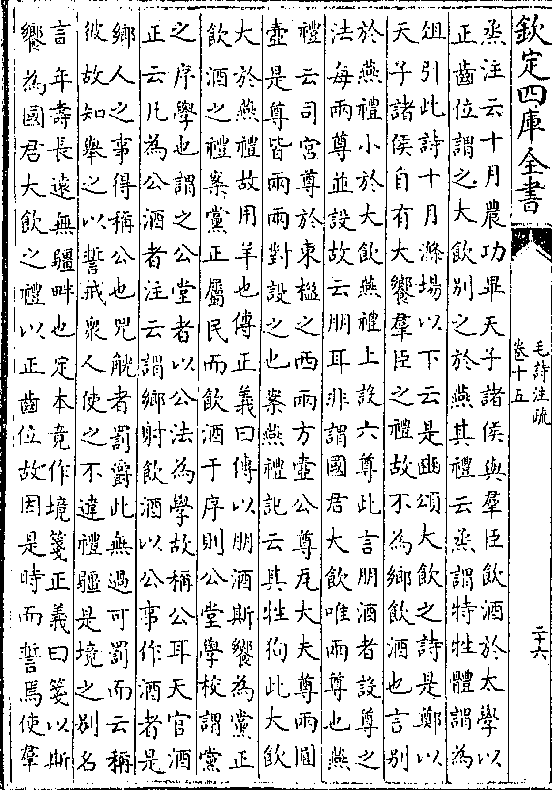 欽定四庫全書
毛詩注疏
卷十五
二十六
烝注云十月農功畢天子諸侯與羣臣飲酒於太學以
正齒位謂之大飲別之於燕其禮云烝謂特牲體謂為
俎引此詩十月滌場以下云是豳頌大飲之詩是鄭以
天子諸侯自有大饗羣臣之禮故不為鄉飲酒也言別
於燕禮小於大飲燕禮上設六尊此言朋酒者設尊之
法每兩尊並設故云朋耳非謂國君大飲唯兩尊也燕
禮云司宮尊於東楹之西兩方壺公尊瓦大夫尊兩圓
壺是尊皆兩兩對設之也案燕禮記云其牲狗此大飲
大於燕禮故用羊也傳正義曰傳以朋酒斯饗為黨正
飲酒之禮案黨正屬民而飲酒于序則公堂學校謂黨
之序學也謂之公堂者以公法為學故稱公耳天官酒
正云凡為公酒者注云謂鄉射飲酒以公事作酒者是
鄉人之事得稱公也兕觥者罰爵此無過可罰而云稱
彼故知舉之以誓戒衆人使之不違禮疆是境之別名
言年壽長遠無疆畔也定本竟作境箋正義曰箋以斯
饗為國君大飲之禮以正齒位故因是時而誓焉使羣